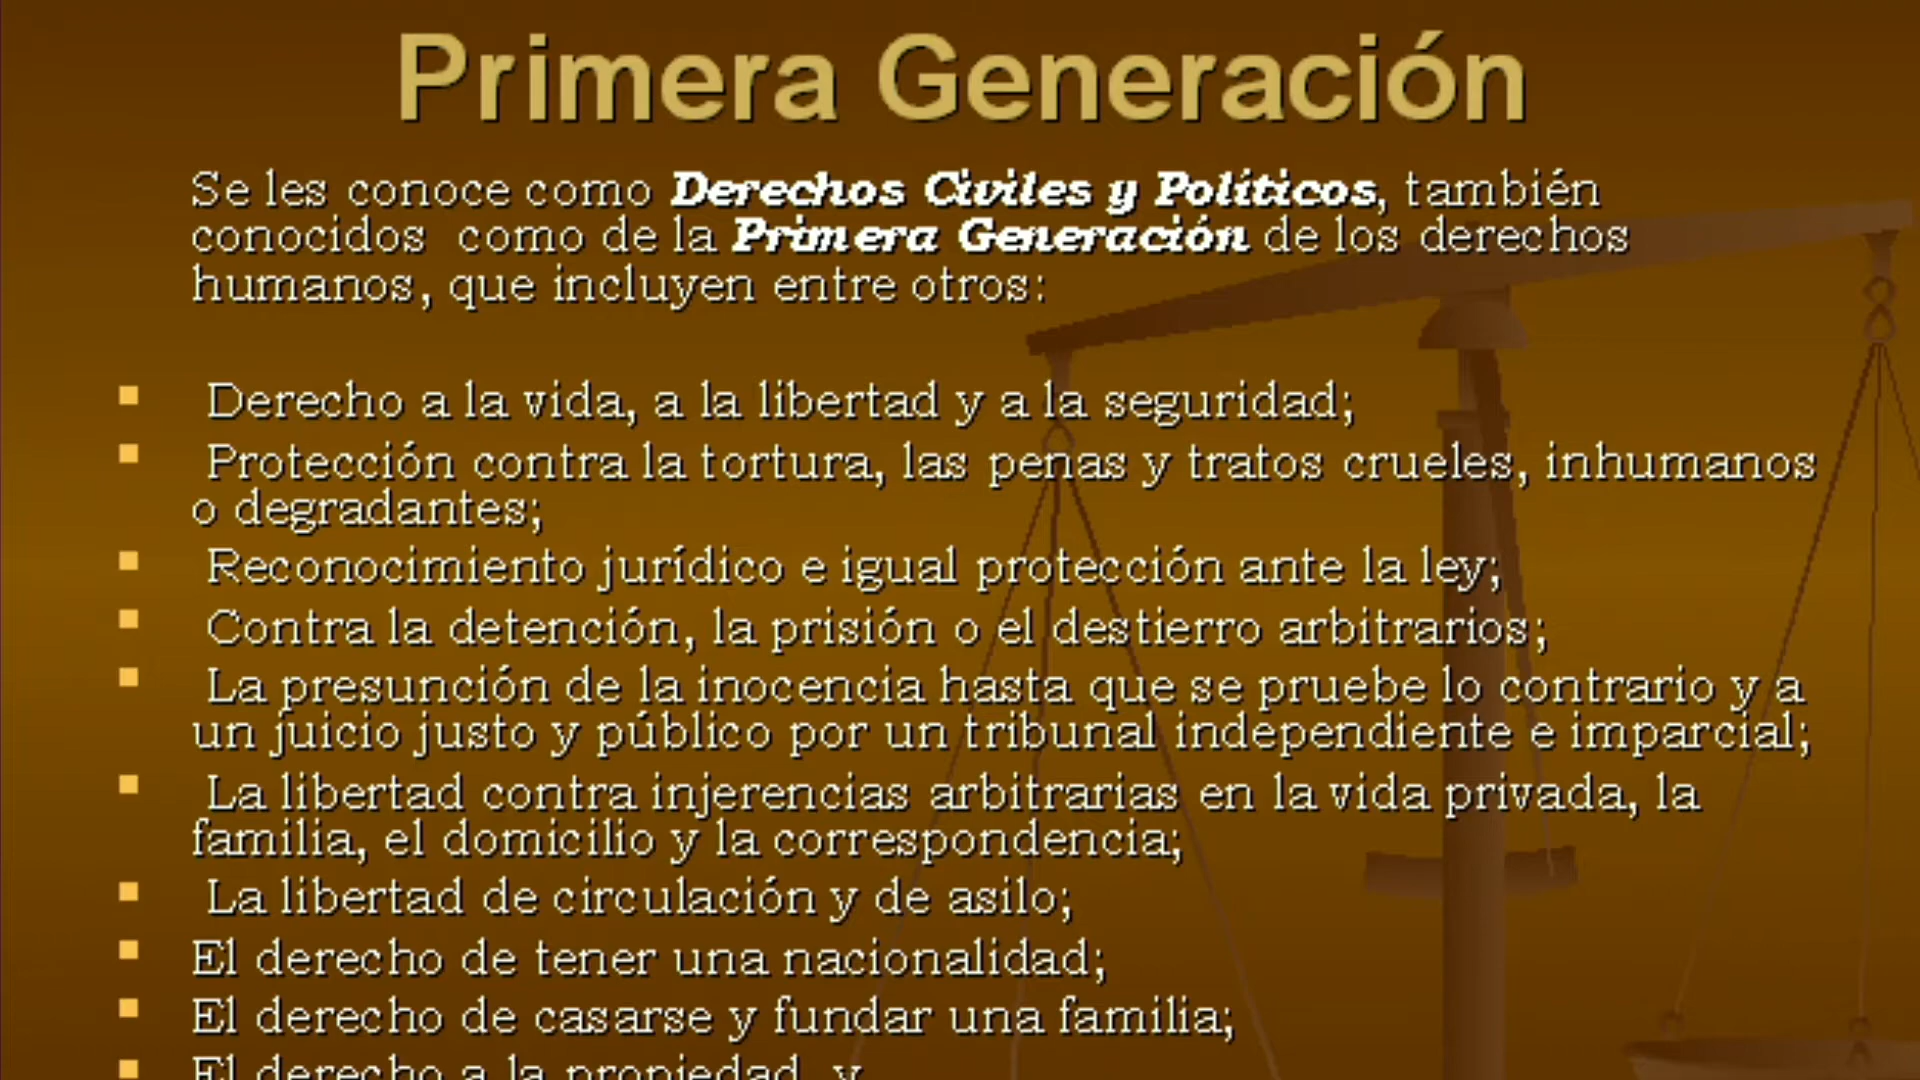 Primera Generación
Se les conoce como Derechos Civiles y Políticos, también
conocidos como de la Primera Generación de los derechos
humanos, que incluyen entre otros:
Derecho a la vida, a la libertad y a la seguridad;
Protección contra la tortura, las penas y tratos crueles, inhumanos
o degradantes;
Reconocimiento jurídico e igual protección ante la ley;
Contra la detención, la prisión o el destierro arbitrarios;
La presunción de la inocencia hasta que se pruebe lo contrario y a
un juicio justo y público por un tribunal independiente e imparcial;
La libertad contra injerencias arbitrarias en la vida privada, la
familia, el domicilio y la correspondencia;
La libertad de circulación y de asilo;
El derecho de tener una nacionalidad;
El derecho de casarse y fundar una familia;
El derecho a la propiedad, y